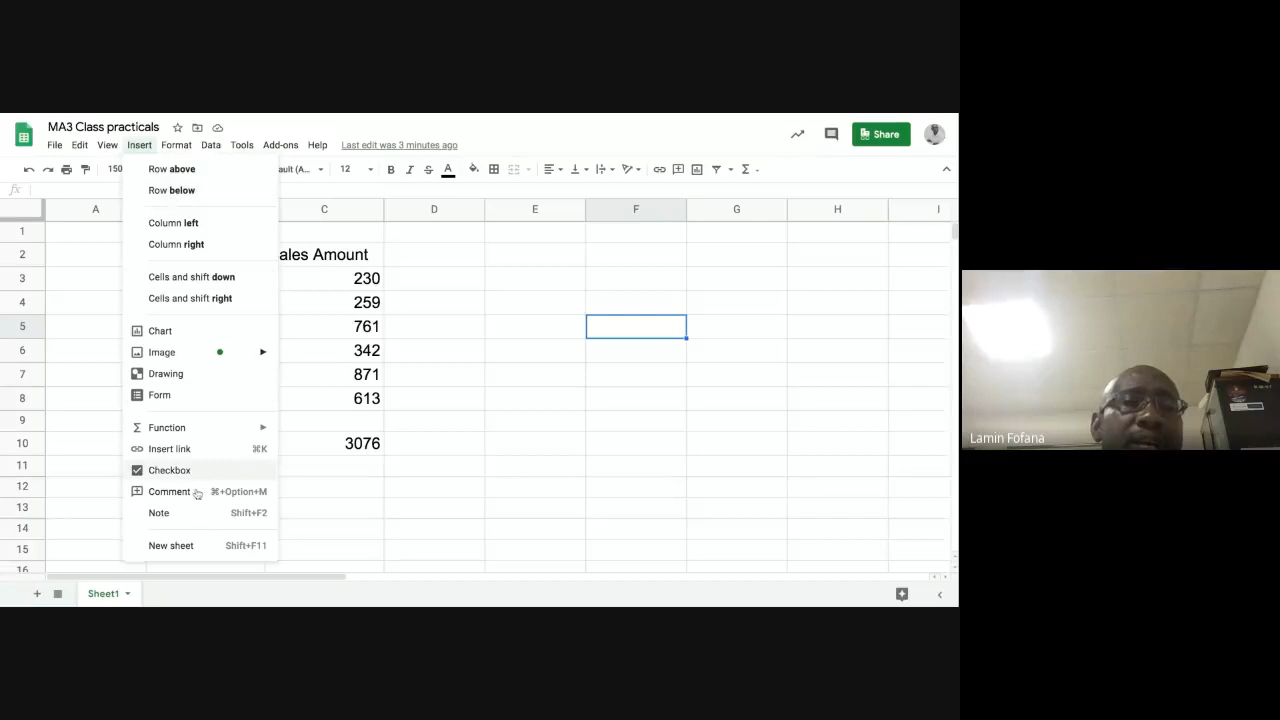 MA3 Class practicals
File Edit View Insert Format Data Tools Add-ons Help Last edit was 3 minutes ago
Share
150 12 B I S A Σ
fx
A C D E F G H I
1
2 ales Amount
3 230
4 259
5 761
6 342
7 871
8 613
9
10 3076
11
12
13
14
15
16
Row above
Row below
Column left
Column right
Cells and shift down
Cells and shift right
Chart
Image
Drawing
Form
Σ Function
Insert link ⌘K
Checkbox
Comment ⌘+Option+M
Note Shift+F2
New sheet Shift+F11
+ Sheet1
Lamin Fofana